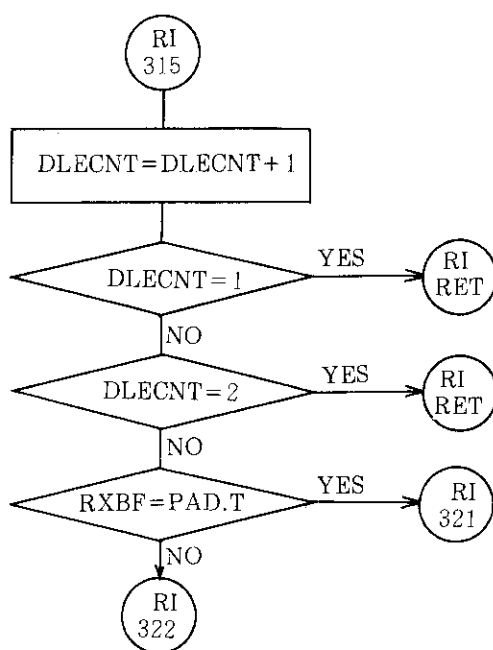 RI
315
DLECNT=DLECNT+1
DLECNT=1
YES
RI
RET
NO
DLECNT=2
YES
RI
RET
NO
RXBF=PAD.T
YES
RI
321
NO
RI
322